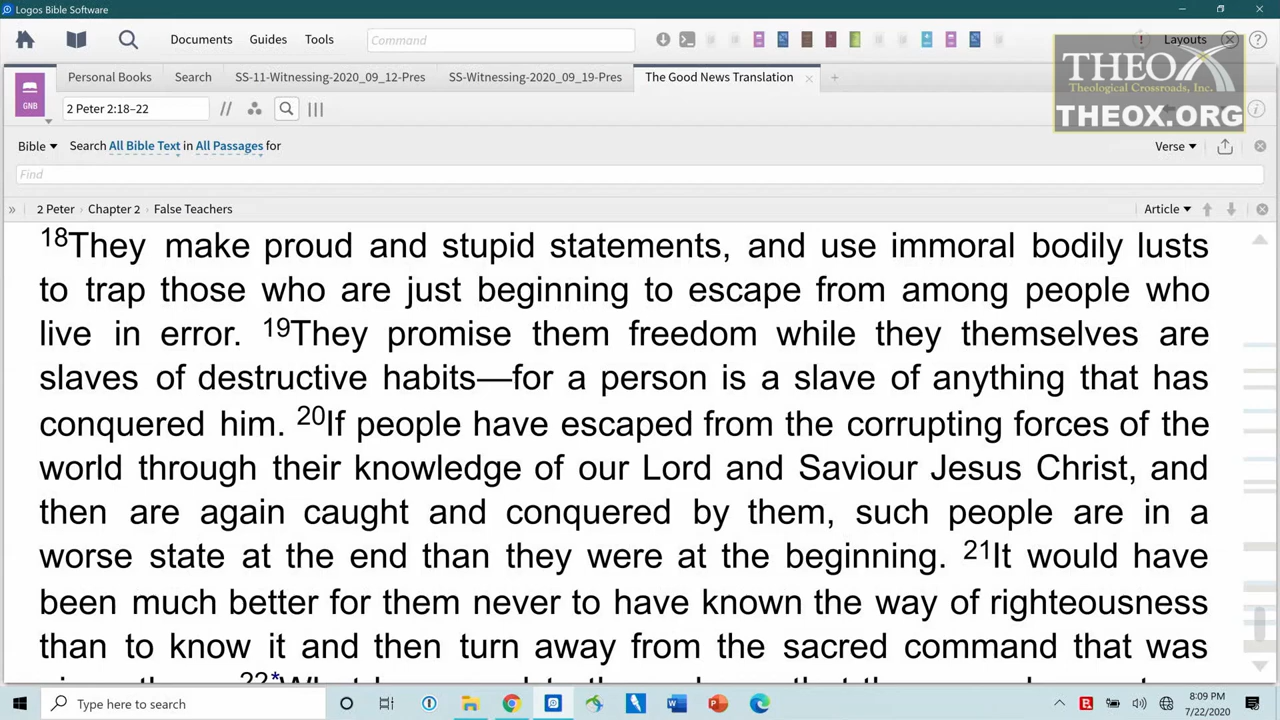 Logos Bible Software
Documents Guides Tools Command Layouts
THEOX
Theological Crossroads, Inc.
THEOX.ORG
Personal Books Search SS-11-Witnessing-2020_09_12-Pres SS-Witnessing-2020_09_19-Pres The Good News Translation
GNB
2 Peter 2:18–22
Bible Search All Bible Text in All Passages for Verse
Find
2 Peter Chapter 2 False Teachers Article
18They make proud and stupid statements, and use immoral bodily lusts
to trap those who are just beginning to escape from among people who
live in error. 19They promise them freedom while they themselves are
slaves of destructive habits—for a person is a slave of anything that has
conquered him. 20If people have escaped from the corrupting forces of the
world through their knowledge of our Lord and Saviour Jesus Christ, and
then are again caught and conquered by them, such people are in a
worse state at the end than they were at the beginning. 21It would have
been much better for them never to have known the way of righteousness
than to know it and then turn away from the sacred command that was
22*What
Type here to search
8:09 PM
7/22/2020